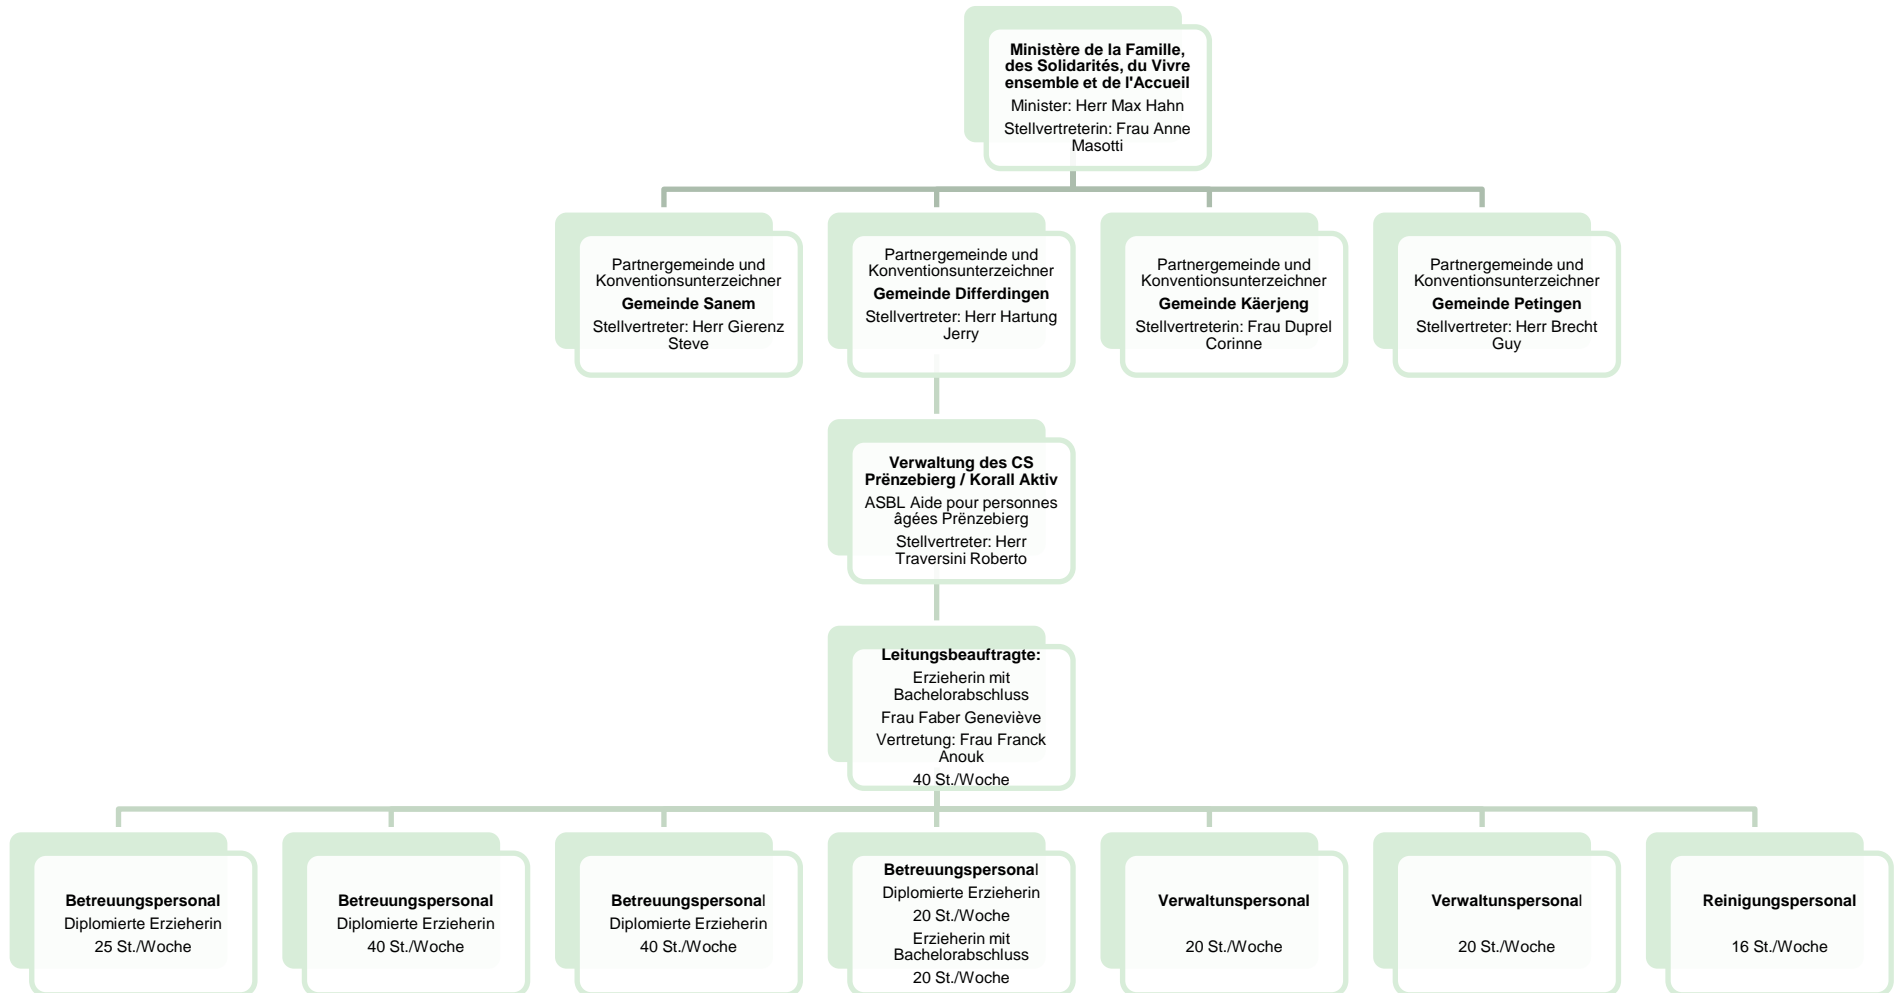 Ministère de la Famille,
des Solidarités, du Vivre
ensemble et de l'Accueil
Minister: Herr Max Hahn
Stellvertreterin: Frau Anne
Masotti
Partnergemeinde und
Konventionsunterzeichner
Gemeinde Sanem
Stellvertreter: Herr Gierenz
Steve
Partnergemeinde und
Konventionsunterzeichner
Gemeinde Differdingen
Stellvertreter: Herr Hartung
Jerry
Partnergemeinde und
Konventionsunterzeichner
Gemeinde Käerjeng
Stellvertreterin: Frau Duprel
Corinne
Partnergemeinde und
Konventionsunterzeichner
Gemeinde Petingen
Stellvertreter: Herr Brecht
Guy
Verwaltung des CS
Prënzebierg / Korall Aktiv
ASBL Aide pour personnes
âgées Prënzebierg
Stellvertreter: Herr
Traversini Roberto
Leitungsbeauftragte:
Erzieherin mit
Bachelorabschluss
Frau Faber Geneviève
Vertretung: Frau Franck
Anouk
40 St./Woche
Betreuungspersonal
Diplomierte Erzieherin
25 St./Woche
Betreuungspersonal
Diplomierte Erzieherin
40 St./Woche
Betreuungspersonal
Diplomierte Erzieherin
40 St./Woche
Betreuungspersonal
Diplomierte Erzieherin
20 St./Woche
Erzieherin mit
Bachelorabschluss
20 St./Woche
Verwaltunspersonal
20 St./Woche
Verwaltunspersonal
20 St./Woche
Reinigungspersonal
16 St./Woche